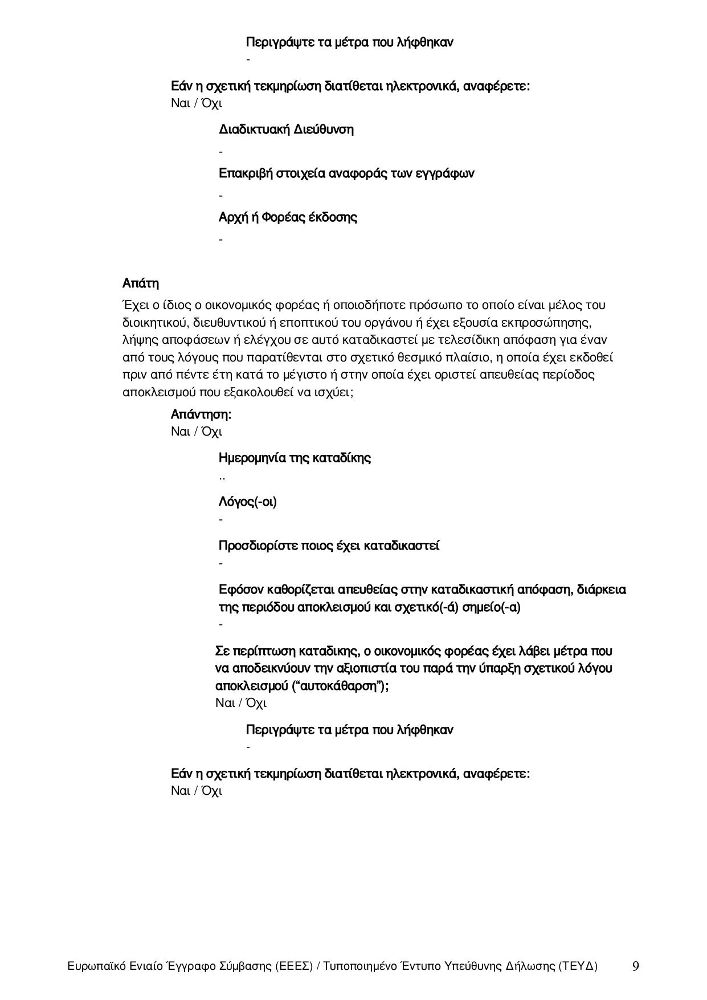 Περιγράψτε τα μέτρα που λήφθηκαν
-
Εάν η σχετική τεκμηρίωση διατίθεται ηλεκτρονικά, αναφέρετε:
Ναι / Όχι
Διαδικτυακή Διεύθυνση
-
Επακριβή στοιχεία αναφοράς των εγγράφων
-
Αρχή ή Φορέας έκδοσης
-
Απάτη
Έχει ο ίδιος ο οικονομικός φορέας ή οποιοδήποτε πρόσωπο το οποίο είναι μέλος του
διοικητικού, διευθυντικού ή εποπτικού του οργάνου ή έχει εξουσία εκπροσώπησης,
λήψης αποφάσεων ή ελέγχου σε αυτό καταδικαστεί με τελεσίδικη απόφαση για έναν
από τους λόγους που παρατίθενται στο σχετικό θεσμικό πλαίσιο, η οποία έχει εκδοθεί
πριν από πέντε έτη κατά το μέγιστο ή στην οποία έχει οριστεί απευθείας περίοδος
αποκλεισμού που εξακολουθεί να ισχύει;
Απάντηση:
Ναι / Όχι
Ημερομηνία της καταδίκης
..
Λόγος(-οι)
-
Προσδιορίστε ποιος έχει καταδικαστεί
-
Εφόσον καθορίζεται απευθείας στην καταδικαστική απόφαση, διάρκεια
της περιόδου αποκλεισμού και σχετικό(-ά) σημείο(-α)
-
Σε περίπτωση καταδικης, ο οικονομικός φορέας έχει λάβει μέτρα που
να αποδεικνύουν την αξιοπιστία του παρά την ύπαρξη σχετικού λόγου
αποκλεισμού (“αυτοκάθαρση”);
Ναι / Όχι
Περιγράψτε τα μέτρα που λήφθηκαν
-
Εάν η σχετική τεκμηρίωση διατίθεται ηλεκτρονικά, αναφέρετε:
Ναι / Όχι
Ευρωπαϊκό Ενιαίο Έγγραφο Σύμβασης (ΕΕΕΣ) / Τυποποιημένο Έντυπο Υπεύθυνης Δήλωσης (ΤΕΥΔ) 9